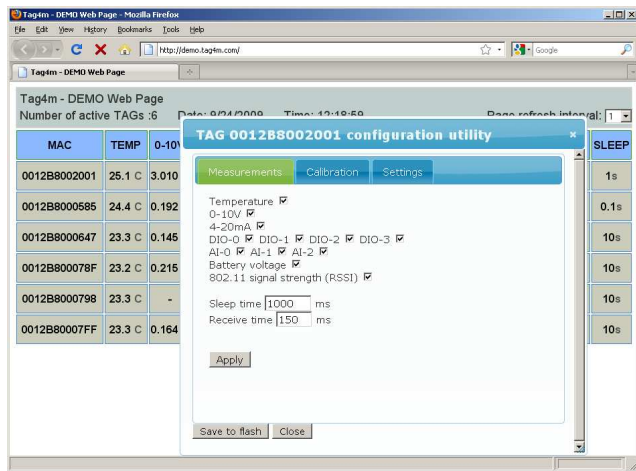 Tag4m - DEMO Web Page - Mozilla Firefox
File Edit View History Bookmarks Tools Help
http://demo.tag4m.com/ Google
Tag4m - DEMO Web Page
Tag4m - DEMO Web Page
Number of active TAGs :6 Date: 9/24/2009 Time: 12:18:59 Page refresh interval: 1
TAG 0012B8002001 configuration utility ×
MAC TEMP 0-10V SLEEP
0012B8002001 25.1 C 3.010 1s
0012B8000585 24.4 C 0.192 0.1s
0012B8000647 23.3 C 0.145 10s
0012B800078F 23.2 C 0.215 10s
0012B8000798 23.3 C - 10s
0012B80007FF 23.3 C 0.164 10s
Measurements Calibration Settings
Temperature
0-10V
4-20mA
DIO-0 DIO-1 DIO-2 DIO-3
AI-0 AI-1 AI-2
Battery voltage
802.11 signal strength (RSSI)
Sleep time 1000 ms
Receive time 150 ms
Apply
Save to flash Close